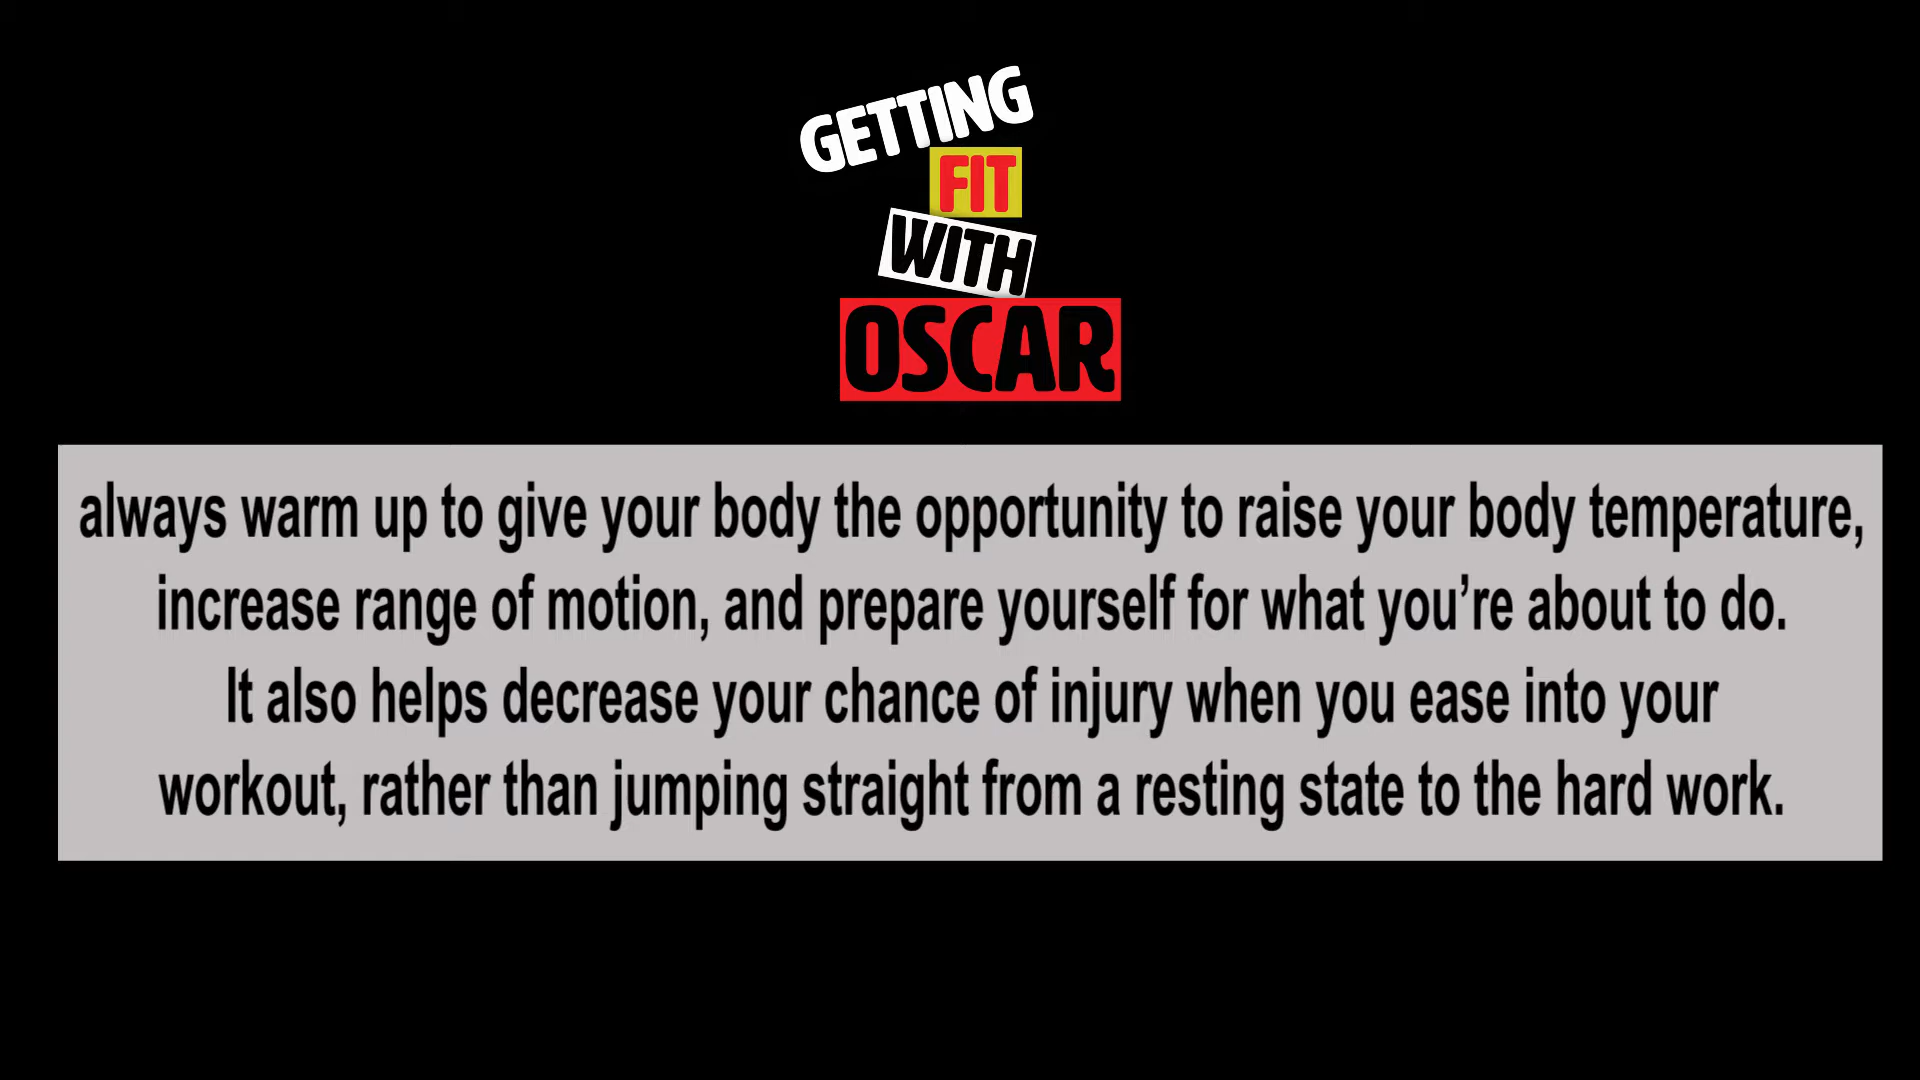 GETTING
FIT
WITH
OSCAR
always warm up to give your body the opportunity to raise your body temperature,
increase range of motion, and prepare yourself for what you’re about to do.
It also helps decrease your chance of injury when you ease into your
workout, rather than jumping straight from a resting state to the hard work.